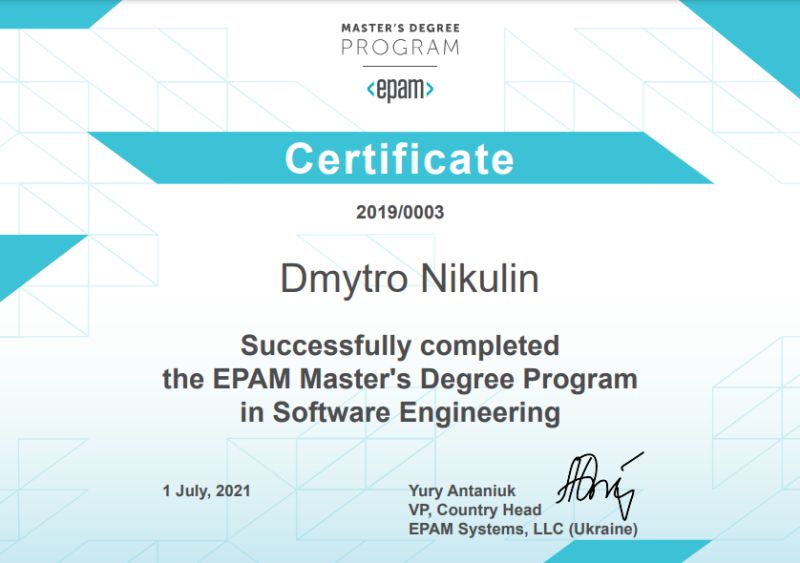 MASTER'S DEGREE
PROGRAM
<epam>
Certificate
2019/0003
Dmytro Nikulin
Successfully completed
the EPAM Master's Degree Program
in Software Engineering
1 July, 2021
Yury Antaniuk
VP, Country Head
EPAM Systems, LLC (Ukraine)